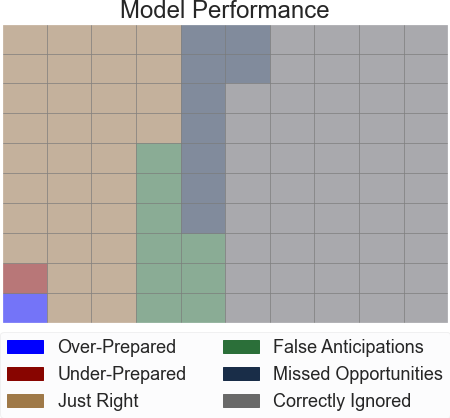 Model Performance
Over-Prepared
Under-Prepared
Just Right
False Anticipations
Missed Opportunities
Correctly Ignored